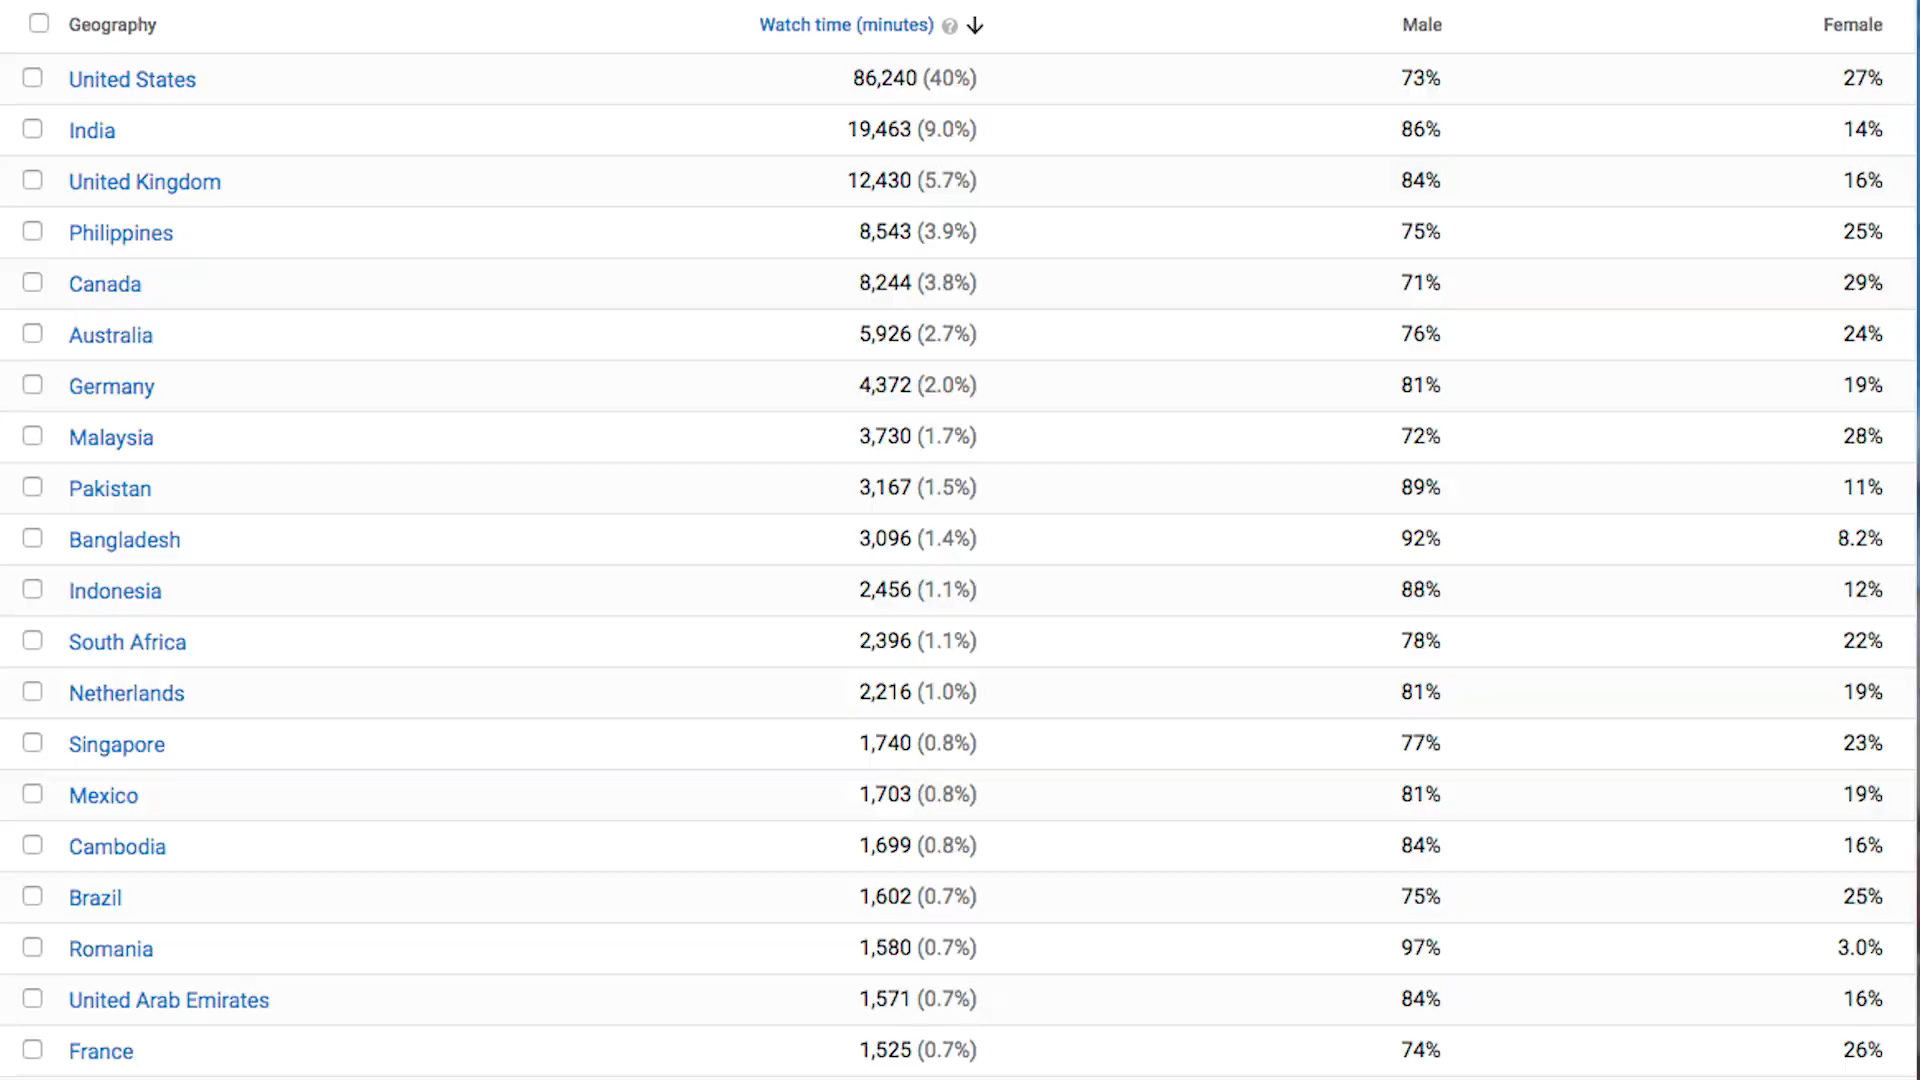 Geography Watch time (minutes) ? ↓ Male Female
United States 86,240 (40%) 73% 27%
India 19,463 (9.0%) 86% 14%
United Kingdom 12,430 (5.7%) 84% 16%
Philippines 8,543 (3.9%) 75% 25%
Canada 8,244 (3.8%) 71% 29%
Australia 5,926 (2.7%) 76% 24%
Germany 4,372 (2.0%) 81% 19%
Malaysia 3,730 (1.7%) 72% 28%
Pakistan 3,167 (1.5%) 89% 11%
Bangladesh 3,096 (1.4%) 92% 8.2%
Indonesia 2,456 (1.1%) 88% 12%
South Africa 2,396 (1.1%) 78% 22%
Netherlands 2,216 (1.0%) 81% 19%
Singapore 1,740 (0.8%) 77% 23%
Mexico 1,703 (0.8%) 81% 19%
Cambodia 1,699 (0.8%) 84% 16%
Brazil 1,602 (0.7%) 75% 25%
Romania 1,580 (0.7%) 97% 3.0%
United Arab Emirates 1,571 (0.7%) 84% 16%
France 1,525 (0.7%) 74% 26%